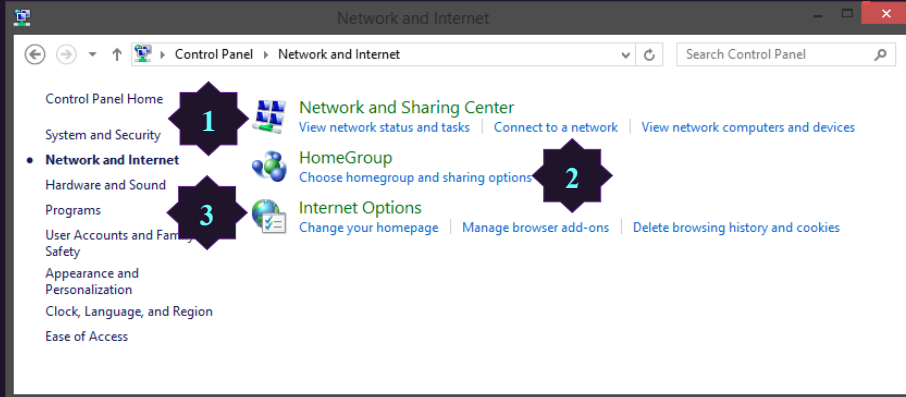 Network and Internet
Control Panel Network and Internet Search Control Panel
Control Panel Home
System and Security
Network and Internet
Hardware and Sound
Programs
User Accounts and Family
Safety
Appearance and
Personalization
Clock, Language, and Region
Ease of Access
1
Network and Sharing Center
View network status and tasks Connect to a network View network computers and devices
HomeGroup
Choose homegroup and sharing options
2
3
Internet Options
Change your homepage Manage browser add-ons Delete browsing history and cookies